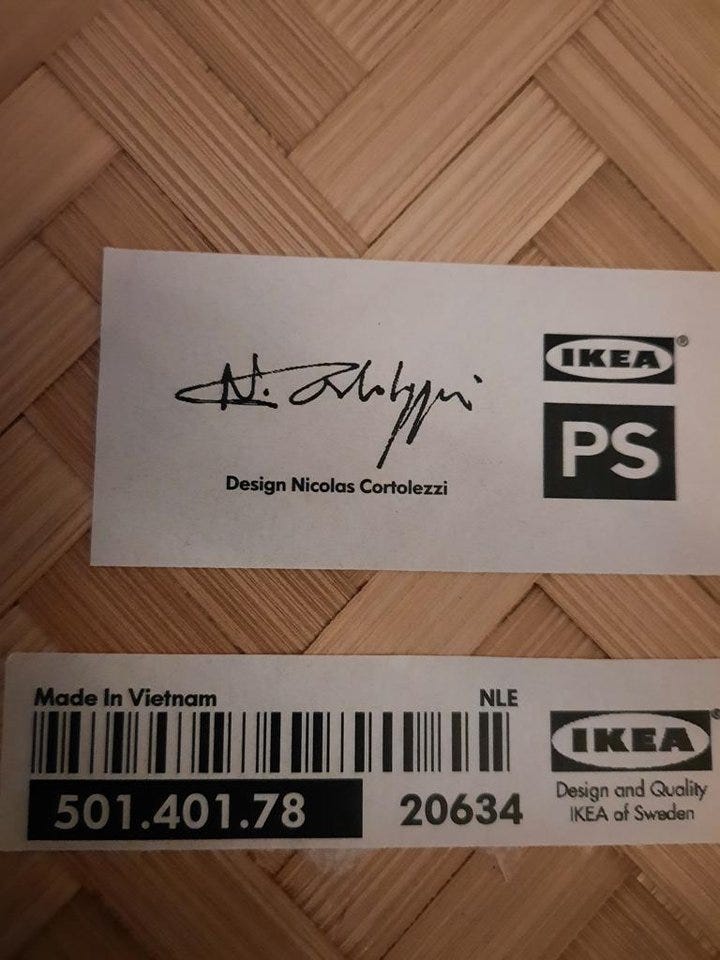 N. Cortolezzi
IKEA®
PS
Design Nicolas Cortolezzi
Made In Vietnam
NLE
IKEA®
501.401.78
20634
Design and Quality
IKEA of Sweden